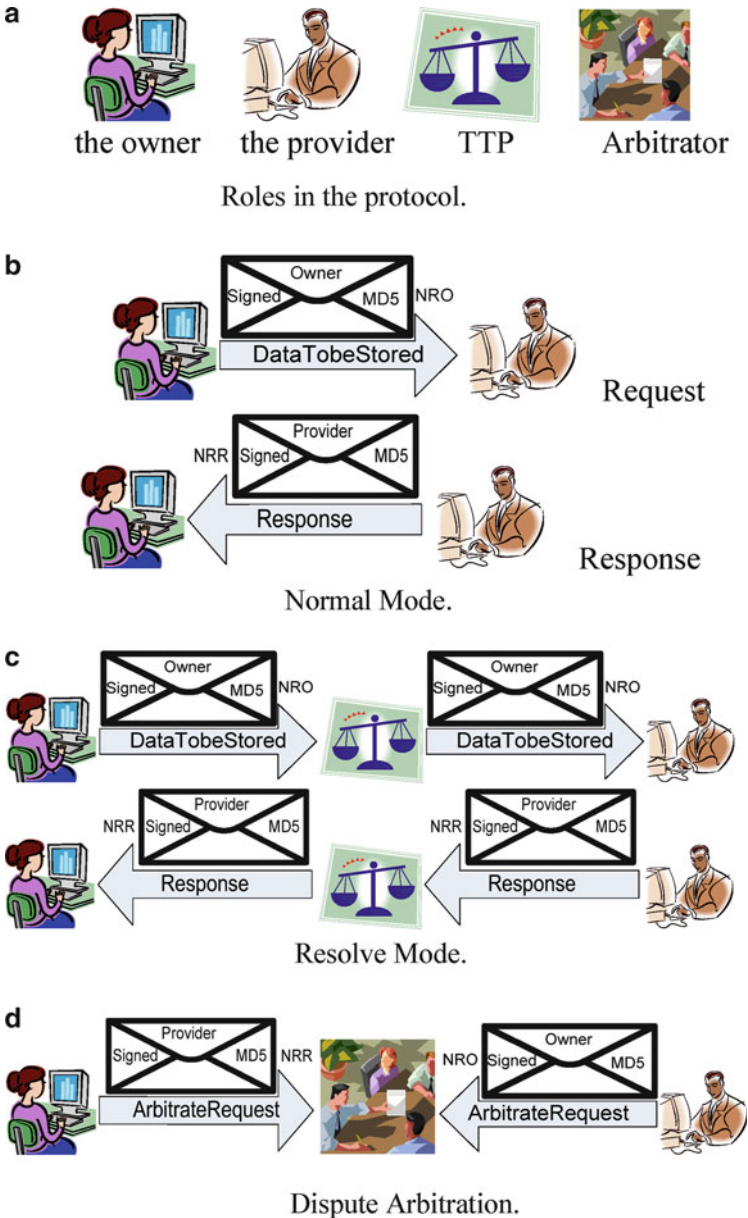 a
the owner the provider TTP Arbitrator
Roles in the protocol.
b
Owner
Signed MD5 NRO
DataTobeStored
Request
Provider
NRR Signed MD5
Response
Response
Normal Mode.
c
Owner Owner
Signed MD5 NRO Signed MD5 NRO
DataTobeStored DataTobeStored
Provider Provider
NRR Signed MD5 NRR Signed MD5
Response Response
Resolve Mode.
d
Provider Owner
Signed MD5 NRR NRO Signed MD5
ArbitrateRequest ArbitrateRequest
Dispute Arbitration.